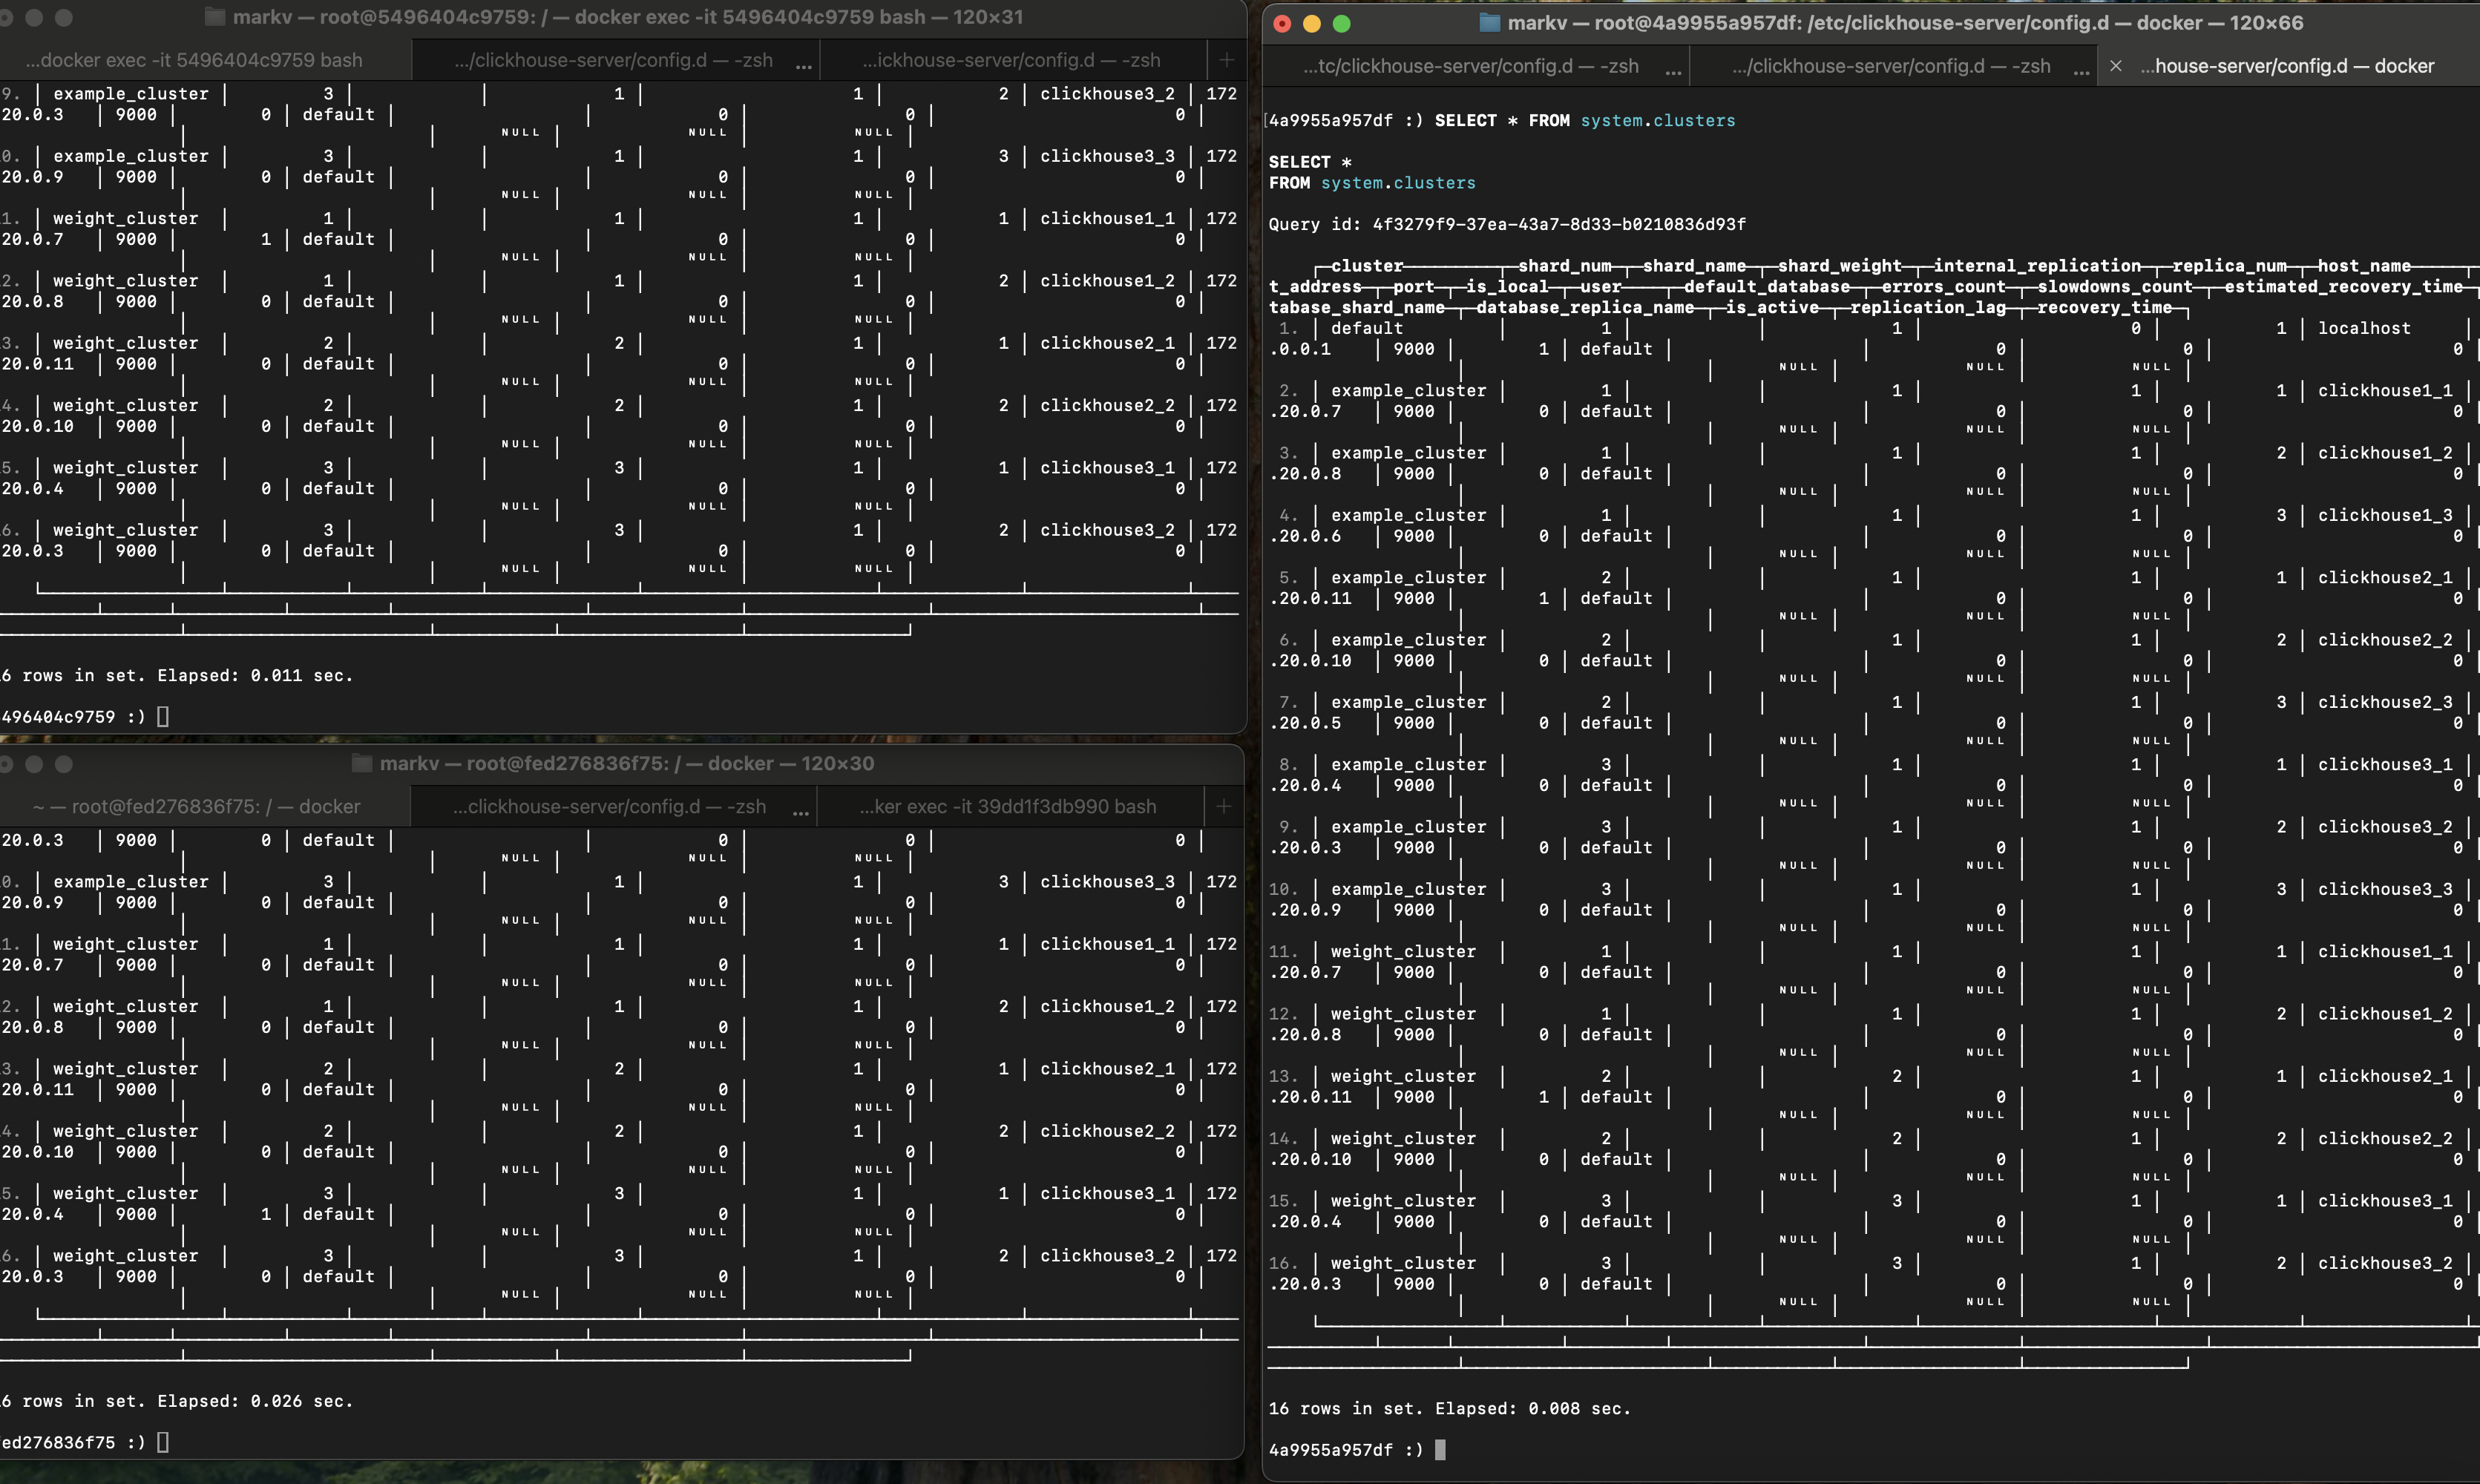 markv — root@5496404c9759: / — docker exec -it 5496404c9759 bash — 120×31
...docker exec -it 5496404c9759 bash
.../clickhouse-server/config.d — -zsh ...
...ickhouse-server/config.d — -zsh
+
9. │ example_cluster │ 3 │ │ 1 │ 1 │ 2 │ clickhouse3_2 │ 172
20.0.3 │ 9000 │ 0 │ default │ │ 0 │ 0 │ 0 │
│ │ NULL │ NULL │ NULL │
0. │ example_cluster │ 3 │ │ 1 │ 1 │ 3 │ clickhouse3_3 │ 172
20.0.9 │ 9000 │ 0 │ default │ │ 0 │ 0 │ 0 │
│ │ NULL │ NULL │ NULL │
1. │ weight_cluster │ 1 │ │ 1 │ 1 │ 1 │ clickhouse1_1 │ 172
20.0.7 │ 9000 │ 1 │ default │ │ 0 │ 0 │ 0 │
│ │ NULL │ NULL │ NULL │
2. │ weight_cluster │ 1 │ │ 1 │ 1 │ 2 │ clickhouse1_2 │ 172
20.0.8 │ 9000 │ 0 │ default │ │ 0 │ 0 │ 0 │
│ │ NULL │ NULL │ NULL │
3. │ weight_cluster │ 2 │ │ 2 │ 1 │ 1 │ clickhouse2_1 │ 172
20.0.11 │ 9000 │ 0 │ default │ │ 0 │ 0 │ 0 │
│ │ NULL │ NULL │ NULL │
4. │ weight_cluster │ 2 │ │ 2 │ 1 │ 2 │ clickhouse2_2 │ 172
20.0.10 │ 9000 │ 0 │ default │ │ 0 │ 0 │ 0 │
│ │ NULL │ NULL │ NULL │
5. │ weight_cluster │ 3 │ │ 3 │ 1 │ 1 │ clickhouse3_1 │ 172
20.0.4 │ 9000 │ 0 │ default │ │ 0 │ 0 │ 0 │
│ │ NULL │ NULL │ NULL │
6. │ weight_cluster │ 3 │ │ 3 │ 1 │ 2 │ clickhouse3_2 │ 172
20.0.3 │ 9000 │ 0 │ default │ │ 0 │ 0 │ 0 │
│ │ NULL │ NULL │ NULL │
6 rows in set. Elapsed: 0.011 sec.
496404c9759 :)
markv — root@fed276836f75: / — docker — 120×30
~ — root@fed276836f75: / — docker
...clickhouse-server/config.d — -zsh ...
...ker exec -it 39dd1f3db990 bash
+
20.0.3 │ 9000 │ 0 │ default │ │ 0 │ 0 │ 0 │
│ │ NULL │ NULL │ NULL │
0. │ example_cluster │ 3 │ │ 1 │ 1 │ 3 │ clickhouse3_3 │ 172
20.0.9 │ 9000 │ 0 │ default │ │ 0 │ 0 │ 0 │
│ │ NULL │ NULL │ NULL │
1. │ weight_cluster │ 1 │ │ 1 │ 1 │ 1 │ clickhouse1_1 │ 172
20.0.7 │ 9000 │ 0 │ default │ │ 0 │ 0 │ 0 │
│ │ NULL │ NULL │ NULL │
2. │ weight_cluster │ 1 │ │ 1 │ 1 │ 2 │ clickhouse1_2 │ 172
20.0.8 │ 9000 │ 0 │ default │ │ 0 │ 0 │ 0 │
│ │ NULL │ NULL │ NULL │
3. │ weight_cluster │ 2 │ │ 2 │ 1 │ 1 │ clickhouse2_1 │ 172
20.0.11 │ 9000 │ 0 │ default │ │ 0 │ 0 │ 0 │
│ │ NULL │ NULL │ NULL │
4. │ weight_cluster │ 2 │ │ 2 │ 1 │ 2 │ clickhouse2_2 │ 172
20.0.10 │ 9000 │ 0 │ default │ │ 0 │ 0 │ 0 │
│ │ NULL │ NULL │ NULL │
5. │ weight_cluster │ 3 │ │ 3 │ 1 │ 1 │ clickhouse3_1 │ 172
20.0.4 │ 9000 │ 1 │ default │ │ 0 │ 0 │ 0 │
│ │ NULL │ NULL │ NULL │
6. │ weight_cluster │ 3 │ │ 3 │ 1 │ 2 │ clickhouse3_2 │ 172
20.0.3 │ 9000 │ 0 │ default │ │ 0 │ 0 │ 0 │
│ │ NULL │ NULL │ NULL │
6 rows in set. Elapsed: 0.026 sec.
ed276836f75 :)
markv — root@4a9955a957df: /etc/clickhouse-server/config.d — docker — 120×66
...tc/clickhouse-server/config.d — -zsh ...
.../clickhouse-server/config.d — -zsh ...
× ...house-server/config.d — docker
[4a9955a957df :) SELECT * FROM system.clusters
SELECT *
FROM system.clusters
Query id: 4f3279f9-37ea-43a7-8d33-b0210836d93f
┌─cluster─┬─shard_num─┬─shard_name─┬─shard_weight─┬─internal_replication─┬─replica_num─┬─host_name─┬
t_address─┬─port─┬─is_local─┬─user─┬─default_database─┬─errors_count─┬─slowdowns_count─┬─estimated_recovery_time─┬
tabase_shard_name─┬─database_replica_name─┬─is_active─┬─replication_lag─┬─recovery_time─┐
1. │ default │ 1 │ │ 1 │ 0 │ 1 │ localhost │
.0.0.1 │ 9000 │ 1 │ default │ │ 0 │ 0 │ 0 │
│ │ NULL │ NULL │ NULL │
2. │ example_cluster │ 1 │ │ 1 │ 1 │ 1 │ clickhouse1_1 │
.20.0.7 │ 9000 │ 0 │ default │ │ 0 │ 0 │ 0 │
│ │ NULL │ NULL │ NULL │
3. │ example_cluster │ 1 │ │ 1 │ 1 │ 2 │ clickhouse1_2 │
.20.0.8 │ 9000 │ 0 │ default │ │ 0 │ 0 │ 0 │
│ │ NULL │ NULL │ NULL │
4. │ example_cluster │ 1 │ │ 1 │ 1 │ 3 │ clickhouse1_3 │
.20.0.6 │ 9000 │ 0 │ default │ │ 0 │ 0 │ 0 │
│ │ NULL │ NULL │ NULL │
5. │ example_cluster │ 2 │ │ 1 │ 1 │ 1 │ clickhouse2_1 │
.20.0.11 │ 9000 │ 1 │ default │ │ 0 │ 0 │ 0 │
│ │ NULL │ NULL │ NULL │
6. │ example_cluster │ 2 │ │ 1 │ 1 │ 2 │ clickhouse2_2 │
.20.0.10 │ 9000 │ 0 │ default │ │ 0 │ 0 │ 0 │
│ │ NULL │ NULL │ NULL │
7. │ example_cluster │ 2 │ │ 1 │ 1 │ 3 │ clickhouse2_3 │
.20.0.5 │ 9000 │ 0 │ default │ │ 0 │ 0 │ 0 │
│ │ NULL │ NULL │ NULL │
8. │ example_cluster │ 3 │ │ 1 │ 1 │ 1 │ clickhouse3_1 │
.20.0.4 │ 9000 │ 0 │ default │ │ 0 │ 0 │ 0 │
│ │ NULL │ NULL │ NULL │
9. │ example_cluster │ 3 │ │ 1 │ 1 │ 2 │ clickhouse3_2 │
.20.0.3 │ 9000 │ 0 │ default │ │ 0 │ 0 │ 0 │
│ │ NULL │ NULL │ NULL │
10. │ example_cluster │ 3 │ │ 1 │ 1 │ 3 │ clickhouse3_3 │
.20.0.9 │ 9000 │ 0 │ default │ │ 0 │ 0 │ 0 │
│ │ NULL │ NULL │ NULL │
11. │ weight_cluster │ 1 │ │ 1 │ 1 │ 1 │ clickhouse1_1 │
.20.0.7 │ 9000 │ 0 │ default │ │ 0 │ 0 │ 0 │
│ │ NULL │ NULL │ NULL │
12. │ weight_cluster │ 1 │ │ 1 │ 1 │ 2 │ clickhouse1_2 │
.20.0.8 │ 9000 │ 0 │ default │ │ 0 │ 0 │ 0 │
│ │ NULL │ NULL │ NULL │
13. │ weight_cluster │ 2 │ │ 2 │ 1 │ 1 │ clickhouse2_1 │
.20.0.11 │ 9000 │ 1 │ default │ │ 0 │ 0 │ 0 │
│ │ NULL │ NULL │ NULL │
14. │ weight_cluster │ 2 │ │ 2 │ 1 │ 2 │ clickhouse2_2 │
.20.0.10 │ 9000 │ 0 │ default │ │ 0 │ 0 │ 0 │
│ │ NULL │ NULL │ NULL │
15. │ weight_cluster │ 3 │ │ 3 │ 1 │ 1 │ clickhouse3_1 │
.20.0.4 │ 9000 │ 0 │ default │ │ 0 │ 0 │ 0 │
│ │ NULL │ NULL │ NULL │
16. │ weight_cluster │ 3 │ │ 3 │ 1 │ 2 │ clickhouse3_2 │
.20.0.3 │ 9000 │ 0 │ default │ │ 0 │ 0 │ 0 │
│ │ NULL │ NULL │ NULL │
16 rows in set. Elapsed: 0.008 sec.
4a9955a957df :)